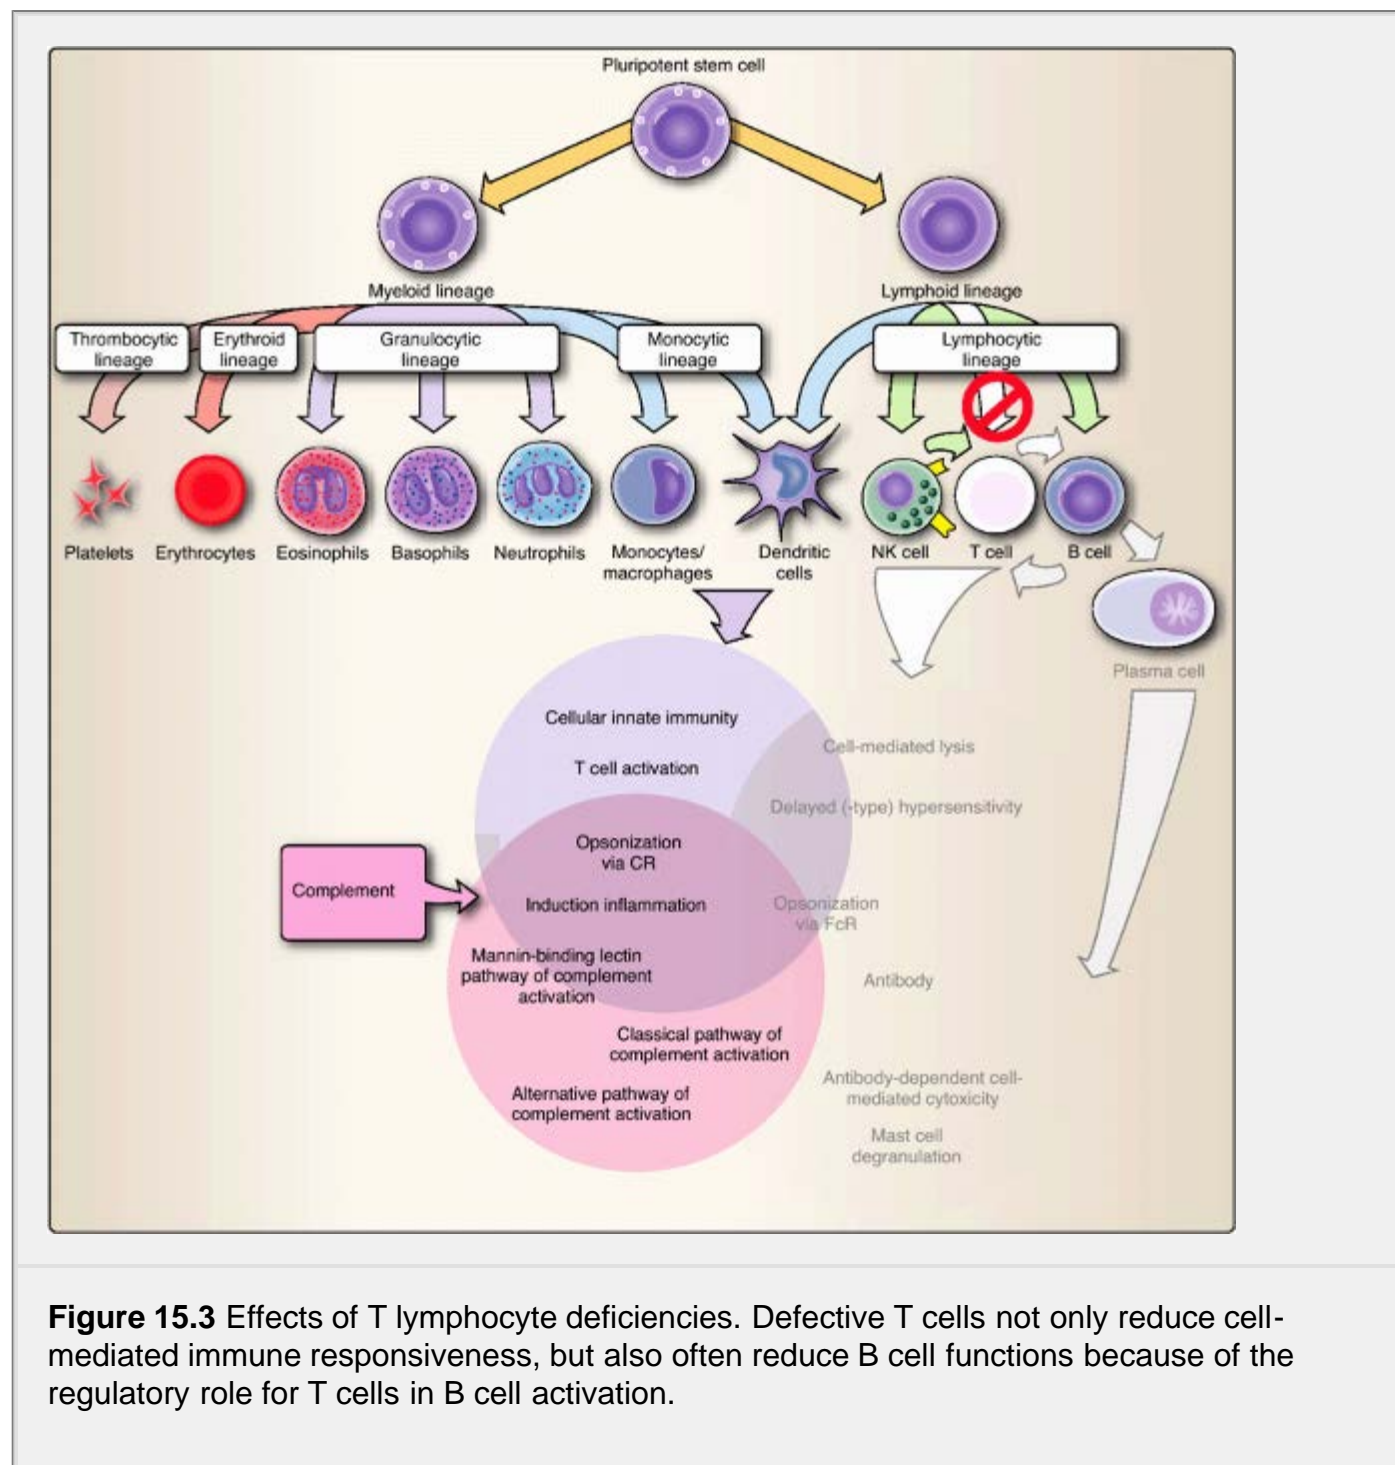 Pluripotent stem cell
Myeloid lineage
Lymphoid lineage
Thrombocytic
lineage
Erythroid
lineage
Granulocytic
lineage
Monocytic
lineage
Lymphocytic
lineage
Platelets
Erythrocytes
Eosinophils
Basophils
Neutrophils
Monocytes/
macrophages
Dendritic
cells
NK cell
T cell
B cell
Plasma cell
Cellular innate immunity
T cell activation
Cell-mediated lysis
Delayed (-type) hypersensitivity
Opsonization
via CR
Complement
Induction inflammation
Opsonization
via FcR
Mannin-binding lectin
pathway of complement
activation
Antibody
Classical pathway of
complement activation
Alternative pathway of
complement activation
Antibody-dependent cell-
mediated cytoxicity
Mast cell
degranulation
Figure 15.3 Effects of T lymphocyte deficiencies. Defective T cells not only reduce cell-
mediated immune responsiveness, but also often reduce B cell functions because of the
regulatory role for T cells in B cell activation.